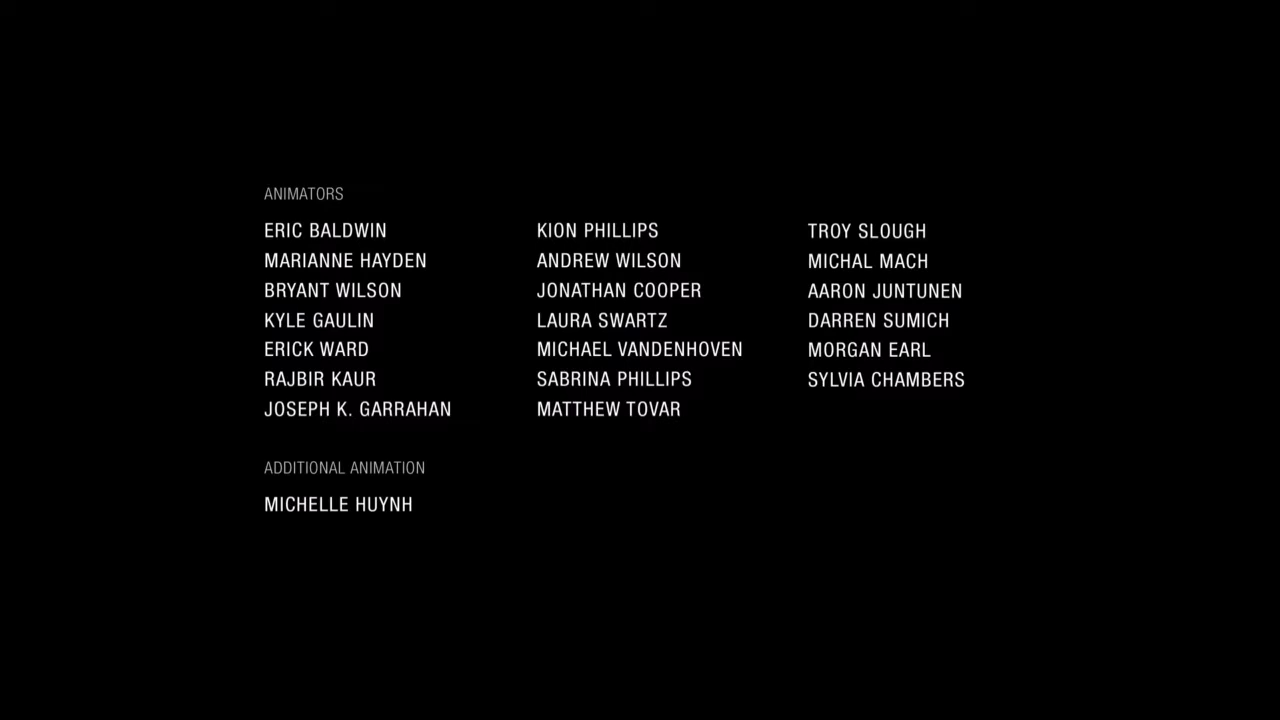 ANIMATORS
ERIC BALDWIN
MARIANNE HAYDEN
BRYANT WILSON
KYLE GAULIN
ERICK WARD
RAJBIR KAUR
JOSEPH K. GARRAHAN
KION PHILLIPS
ANDREW WILSON
JONATHAN COOPER
LAURA SWARTZ
MICHAEL VANDENHOVEN
SABRINA PHILLIPS
MATTHEW TOVAR
TROY SLOUGH
MICHAL MACH
AARON JUNTUNEN
DARREN SUMICH
MORGAN EARL
SYLVIA CHAMBERS
ADDITIONAL ANIMATION
MICHELLE HUYNH